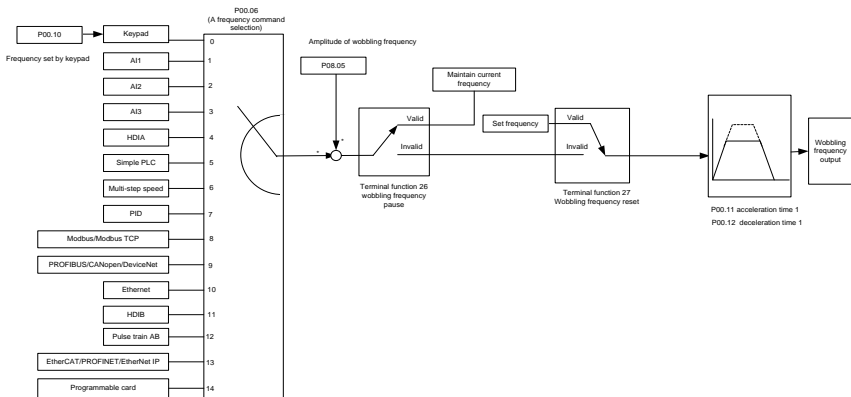 P00.06
(A frequency command
selection)
P00.10
Keypad
0
Frequency set by keypad
AI1
1
AI2
2
AI3
3
HDIA
4
Simple PLC
5
Multi-step speed
6
PID
7
Modbus/Modbus TCP
8
PROFIBUS/CANopen/DeviceNet
9
Ethernet
10
HDIB
11
Pulse train AB
12
EtherCAT/PROFINET/EtherNet IP
13
Programmable card
14
Amplitude of wobbling frequency
P08.05
Maintain current
frequency
Valid
Invalid
Terminal function 26
wobbling frequency
pause
Set frequency
Valid
Invalid
Terminal function 27
Wobbling frequency reset
P00.11 acceleration time 1
P00.12 deceleration time 1
Wobbling
frequency
output